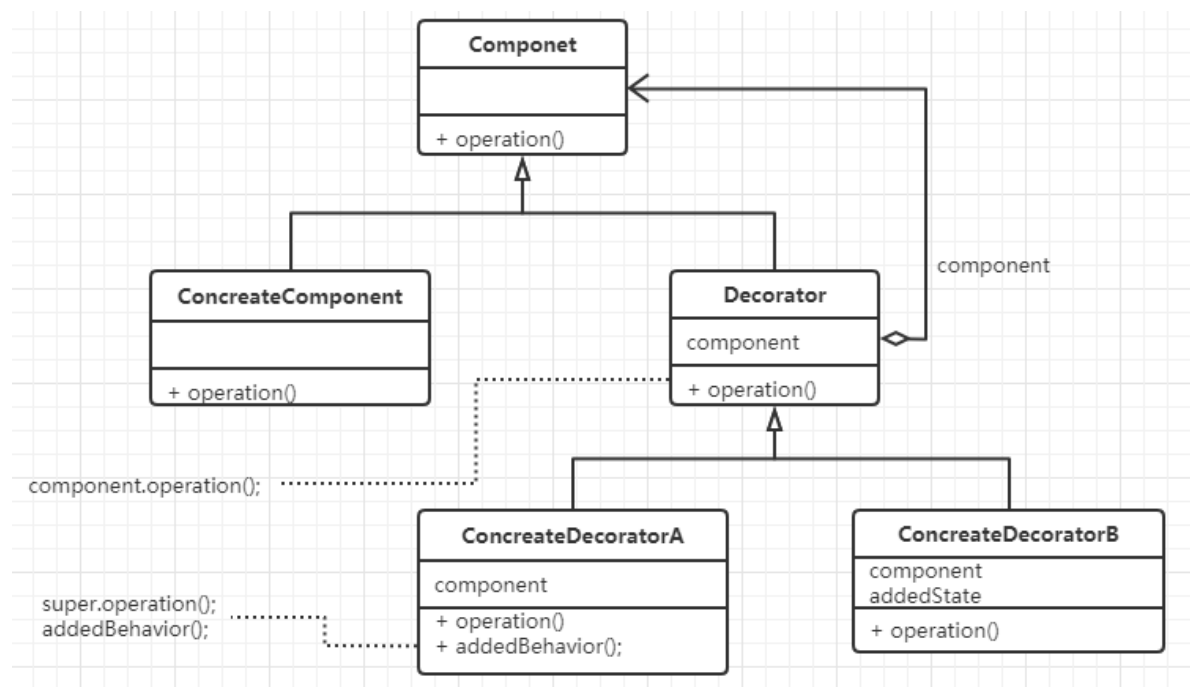 Componet
+ operation()
component
ConcreateComponent
+ operation()
Decorator
component
+ operation()
component.operation();
ConcreateDecoratorA
component
+ operation()
+ addedBehavior();
super.operation();
addedBehavior();
ConcreateDecoratorB
component
addedState
+ operation()